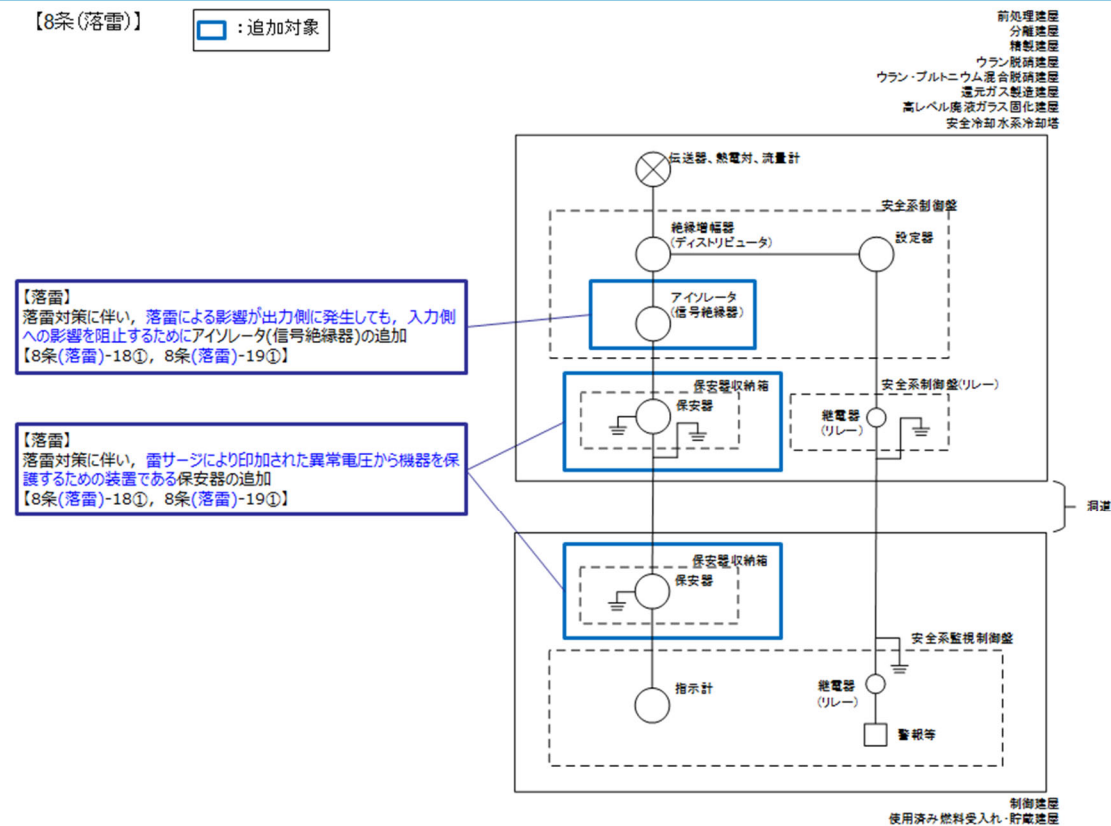 【8条(落雷)】
：追加対象
前処理建屋
分離建屋
精製建屋
ウラン脱硝建屋
ウラン・プルトニウム混合脱硝建屋
還元ガス製造建屋
高レベル廃液ガラス固化建屋
安全冷却水系冷却塔
伝送器、熱電対、流量計
安全系制御盤
絶縁増幅器
(ディストリビュータ)
設定器
アイソレータ
(信号絶縁器)
【落雷】
落雷対策に伴い，落雷による影響が出力側に発生しても，入力側
への影響を阻止するためにアイソレータ(信号絶縁器)の追加
【8条(落雷)-18①，8条(落雷)-19①】
保安器収納箱
保安器
安全系制御盤(リレー)
継電器
(リレー)
【落雷】
落雷対策に伴い，雷サージにより印加された異常電圧から機器を保
護するための装置である保安器の追加
【8条(落雷)-18①，8条(落雷)-19①】
洞道
保安器収納箱
保安器
安全系監視制御盤
指示計
継電器
(リレー)
警報等
制御建屋
使用済み燃料受入れ・貯蔵建屋